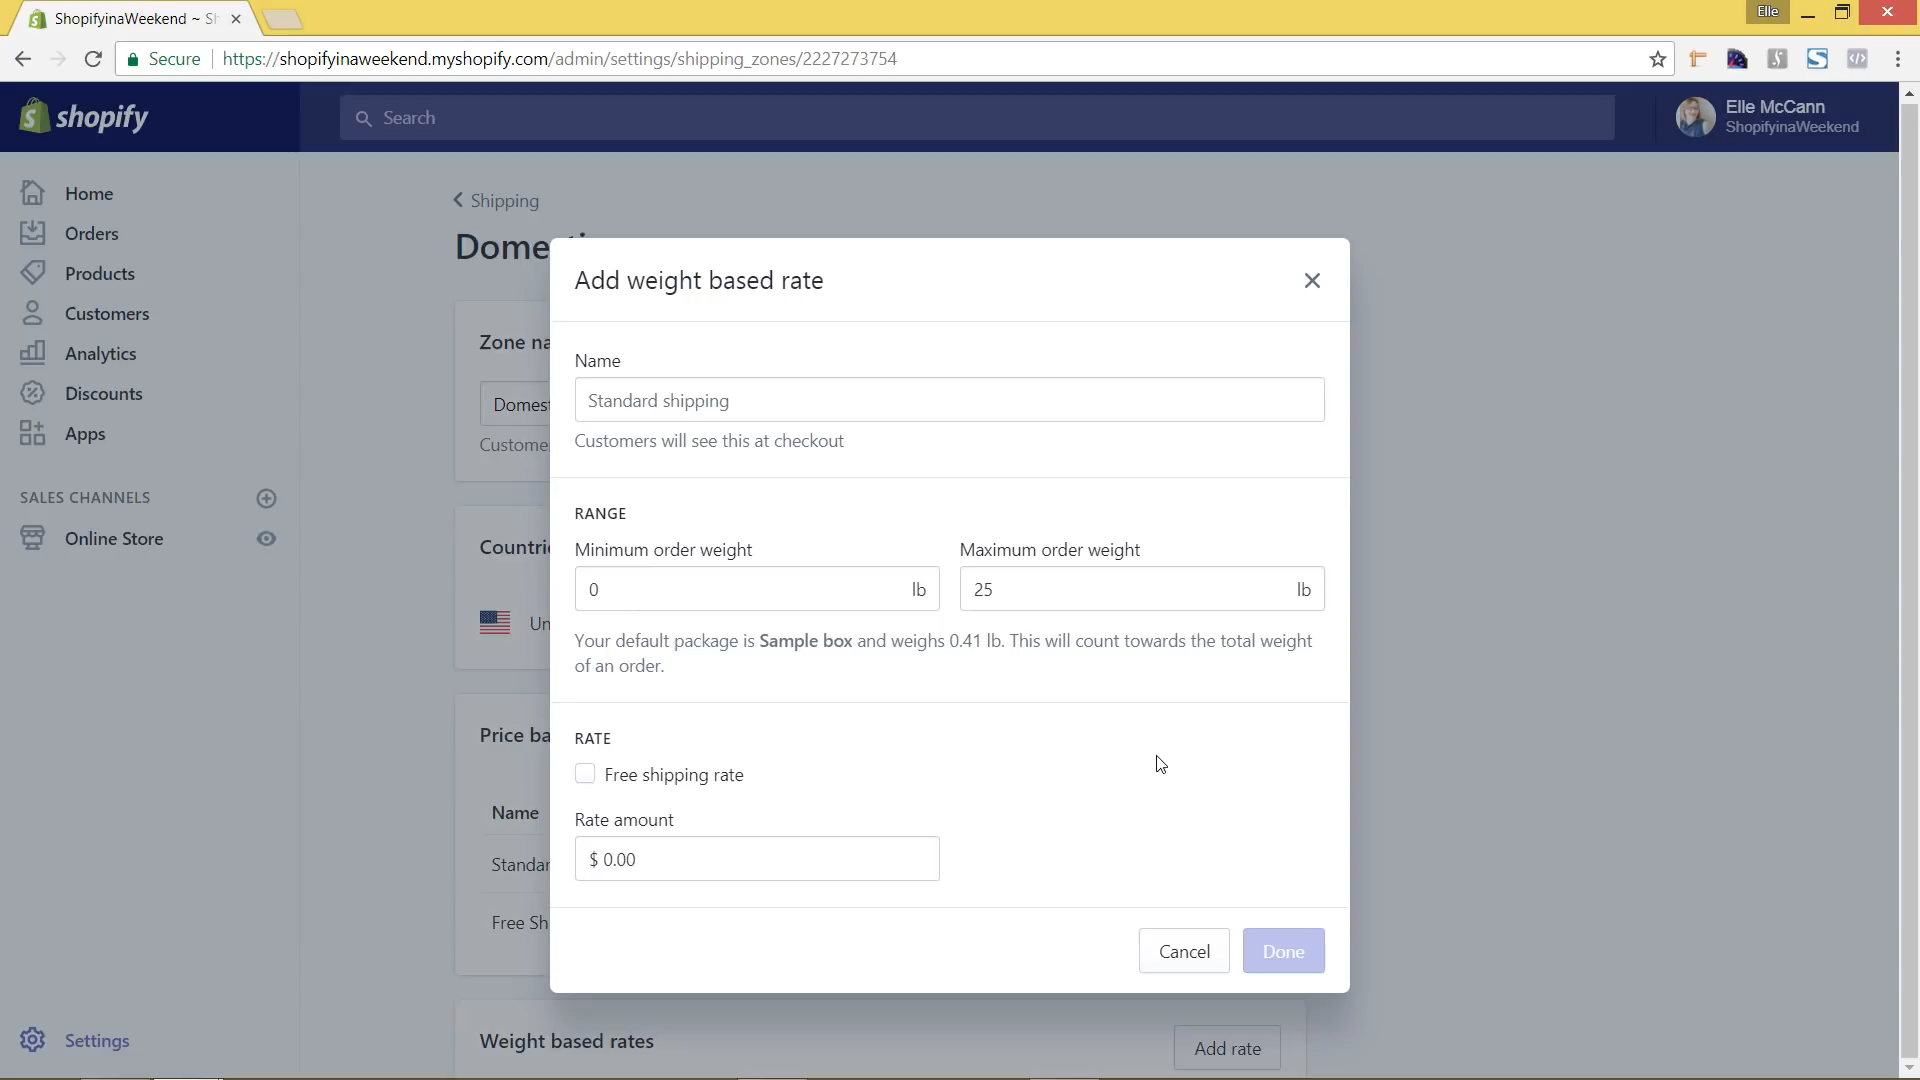 ShopifyinaWeekend ~ Sh
Elle
Secure
https://shopifyinaweekend.myshopify.com/admin/settings/shipping_zones/2227273754
shopify
Search
Elle McCann
ShopifyinaWeekend
Home
Orders
Products
Customers
Analytics
Discounts
Apps
SALES CHANNELS
Online Store
Settings
Shipping
Domesti
Zone na
Domest
Custome
Countrie
Un
Price ba
Name
Standar
Free Sh
Weight based rates
Add rate
Add weight based rate
Name
Standard shipping
Customers will see this at checkout
RANGE
Minimum order weight
Maximum order weight
0 lb
25 lb
Your default package is Sample box and weighs 0.41 lb. This will count towards the total weight
of an order.
RATE
Free shipping rate
Rate amount
$ 0.00
Cancel
Done